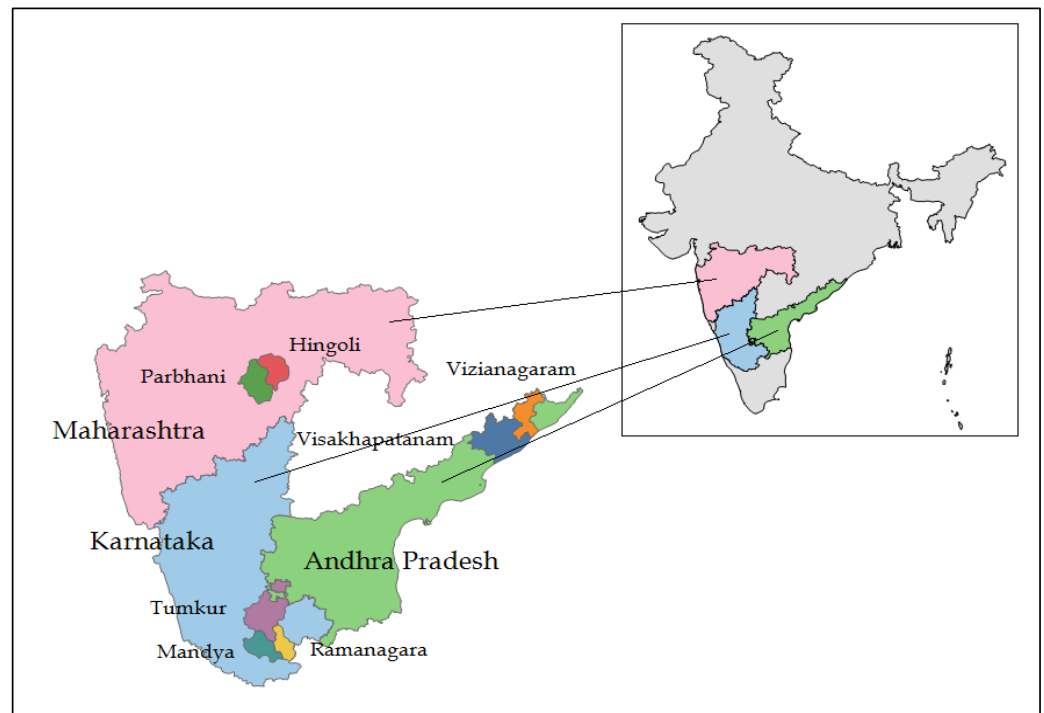 Hingoli
Vizianagaram
Parbhani
Maharashtra
Visakhapatanam
Karnataka
Andhra Pradesh
Tumkur
Mandya
Ramanagara